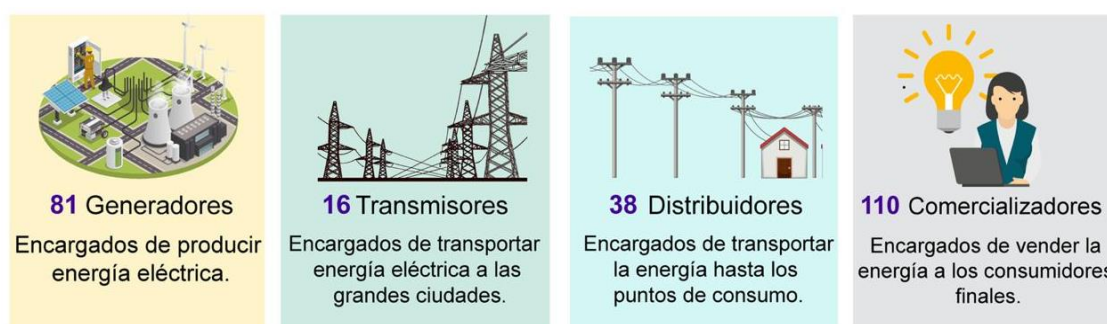 81 Generadores
Encargados de producir
energía eléctrica.
16 Transmisores
Encargados de transportar
energía eléctrica a las
grandes ciudades.
38 Distribuidores
Encargados de transportar
la energía hasta los
puntos de consumo.
110 Comercializadores
Encargados de vender la
energía a los consumidores
finales.